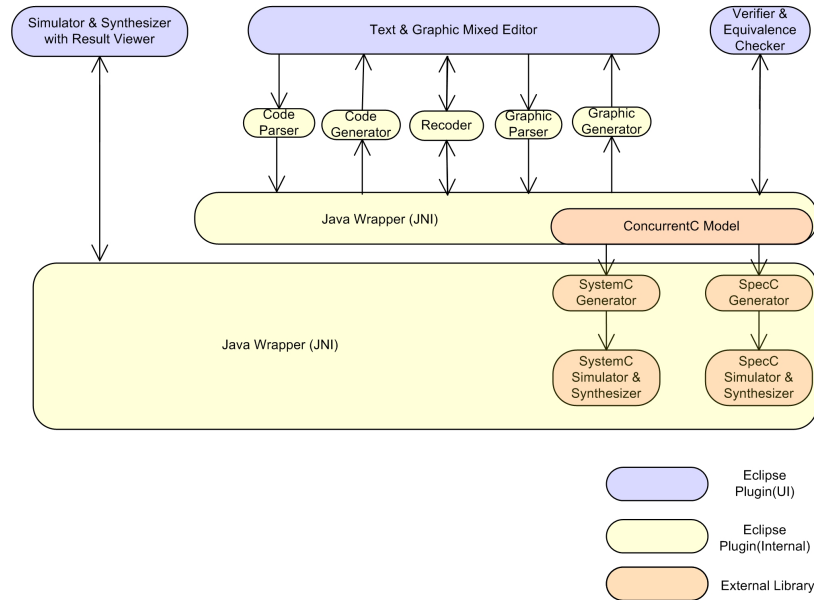 Simulator & Synthesizer
with Result Viewer
Text & Graphic Mixed Editor
Verifier &
Equivalence
Checker
Code
Parser
Code
Generator
Recoder
Graphic
Parser
Graphic
Generator
Java Wrapper (JNI)
ConcurrentC Model
SystemC
Generator
SpecC
Generator
Java Wrapper (JNI)
SystemC
Simulator &
Synthesizer
SpecC
Simulator &
Synthesizer
Eclipse
Plugin(UI)
Eclipse
Plugin(Internal)
External Library